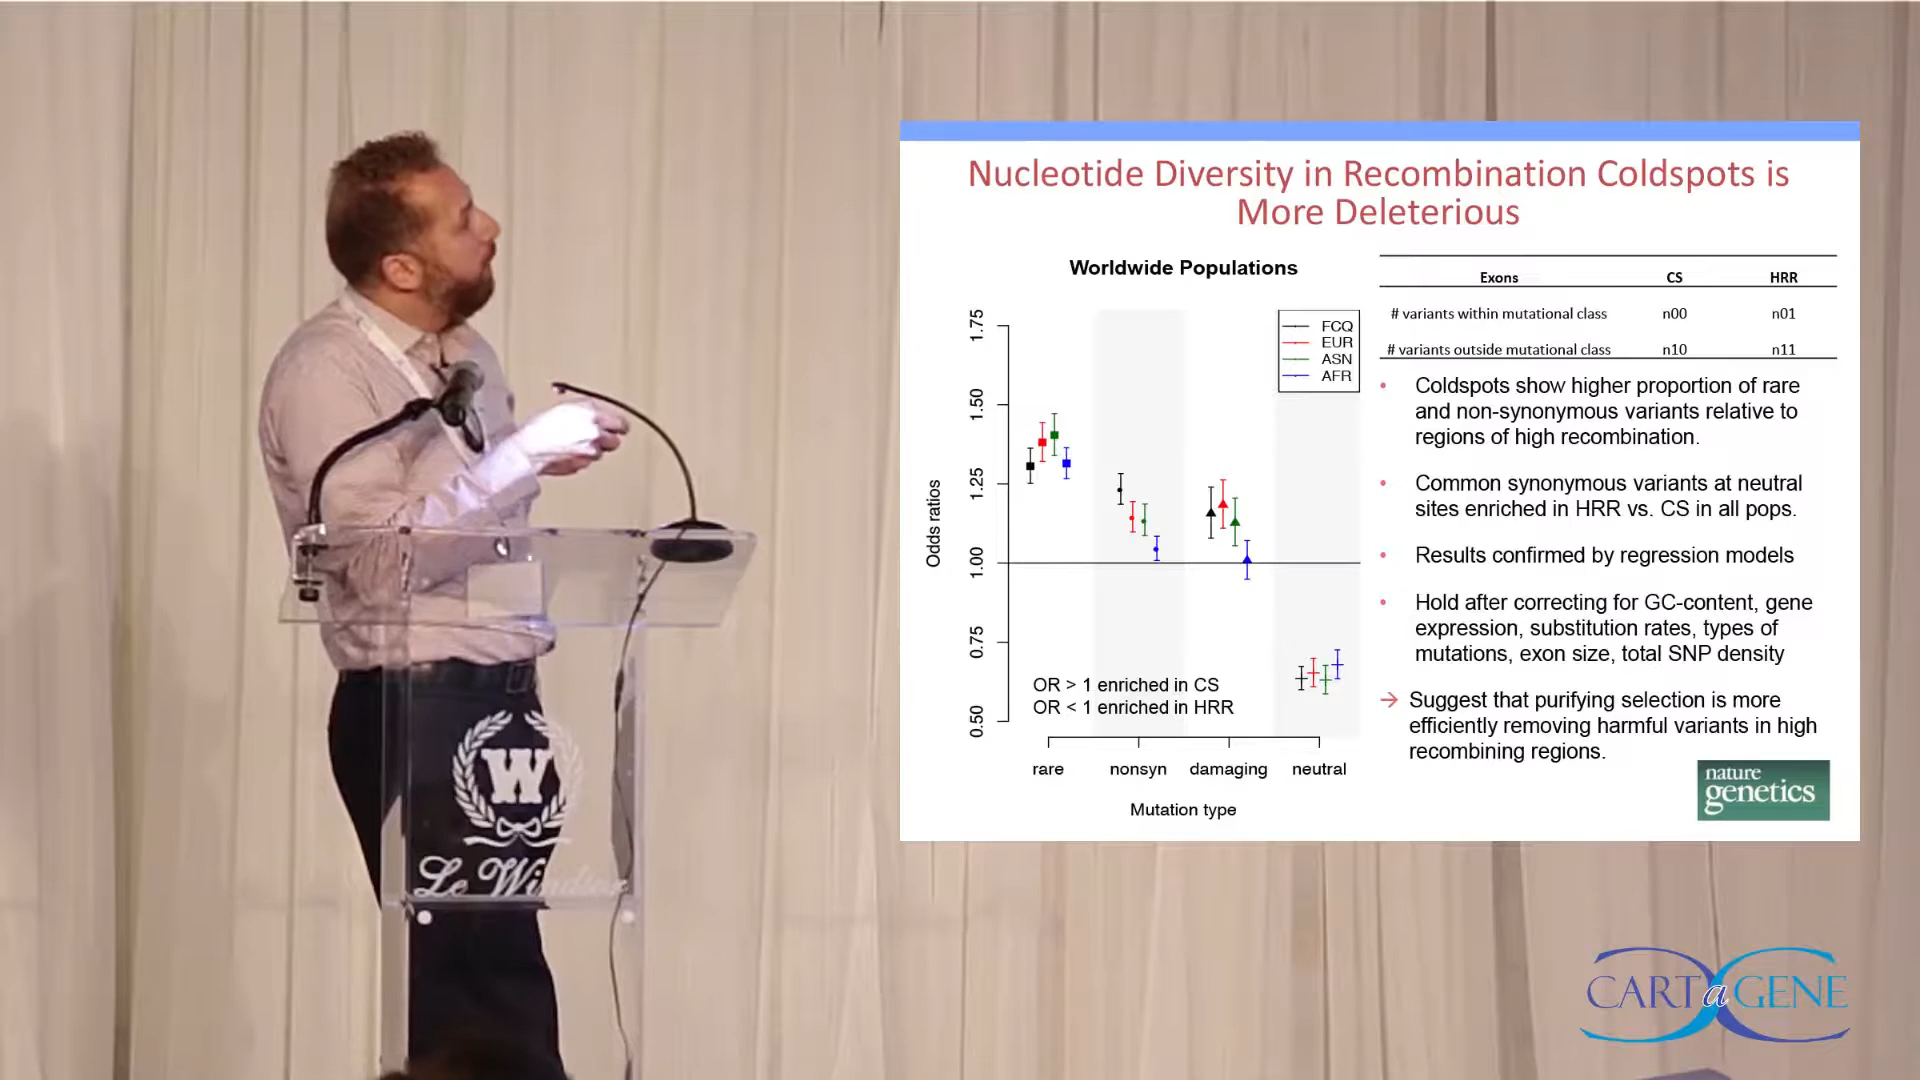 Nucleotide Diversity in Recombination Coldspots is
More Deleterious
Worldwide Populations
1.75
1.50
1.25
1.00
0.75
0.50
Odds ratios
FCQ
EUR
ASN
AFR
OR > 1 enriched in CS
OR < 1 enriched in HRR
rare nonsyn damaging neutral
Mutation type
Exons CS HRR
# variants within mutational class n00 n01
# variants outside mutational class n10 n11
• Coldspots show higher proportion of rare
and non-synonymous variants relative to
regions of high recombination.
• Common synonymous variants at neutral
sites enriched in HRR vs. CS in all pops.
• Results confirmed by regression models
• Hold after correcting for GC-content, gene
expression, substitution rates, types of
mutations, exon size, total SNP density
→ Suggest that purifying selection is more
efficiently removing harmful variants in high
recombining regions.
nature
genetics
W
Le Windsor
CARTaGENE